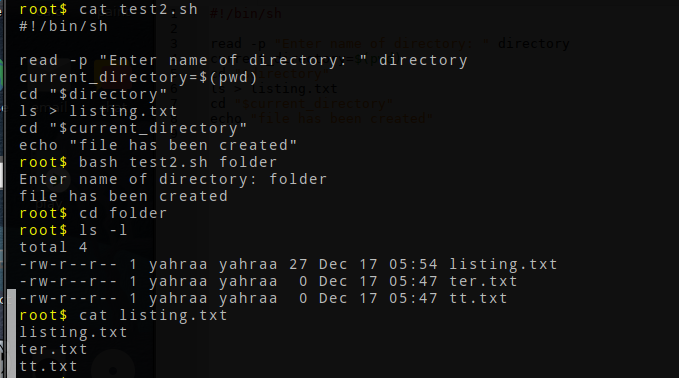 root$ cat test2.sh
#!/bin/sh
read -p "Enter name of directory: " directory
current_directory=$(pwd)
cd "$directory"
ls > listing.txt
cd "$current_directory"
echo "file has been created"
root$ bash test2.sh folder
Enter name of directory: folder
file has been created
root$ cd folder
root$ ls -l
total 4
-rw-r--r-- 1 yahraa yahraa 27 Dec 17 05:54 listing.txt
-rw-r--r-- 1 yahraa yahraa  0 Dec 17 05:47 ter.txt
-rw-r--r-- 1 yahraa yahraa  0 Dec 17 05:47 tt.txt
root$ cat listing.txt
listing.txt
ter.txt
tt.txt